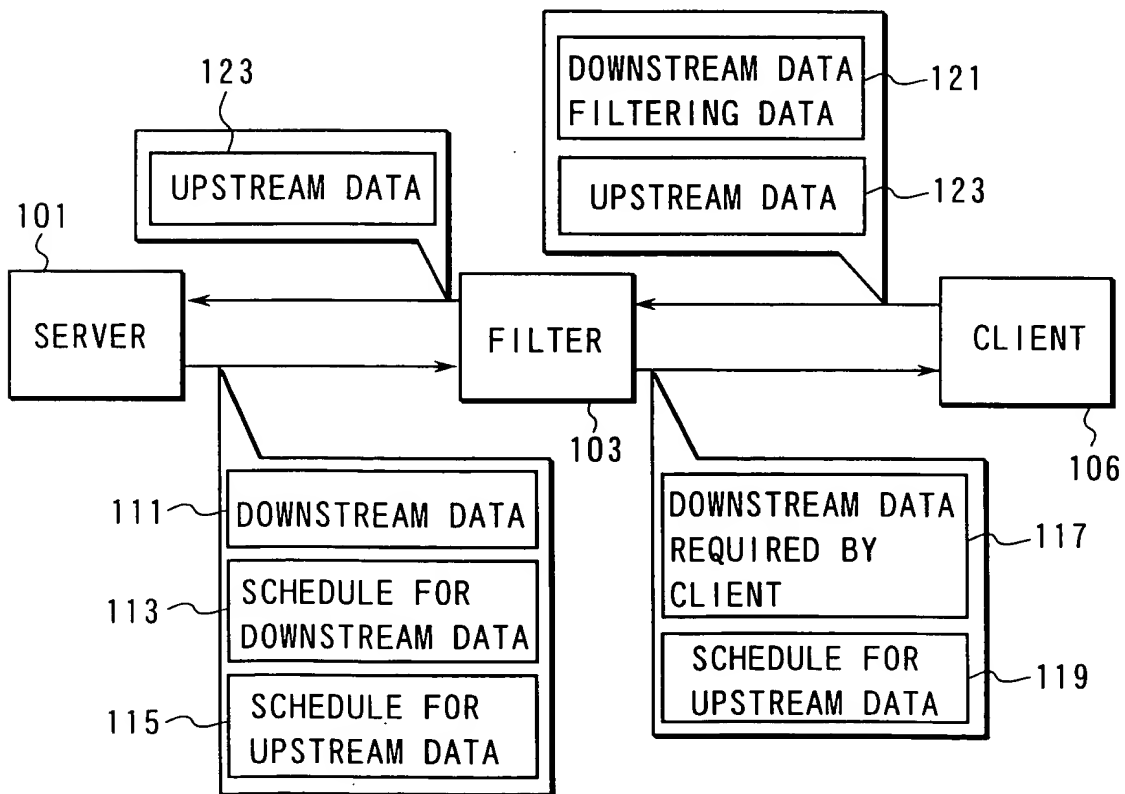 123
UPSTREAM DATA
DOWNSTREAM DATA
FILTERING DATA
121
UPSTREAM DATA
123
101
SERVER
FILTER
CLIENT
103
106
111
DOWNSTREAM DATA
113
SCHEDULE FOR
DOWNSTREAM DATA
115
SCHEDULE FOR
UPSTREAM DATA
DOWNSTREAM DATA
REQUIRED BY
CLIENT
117
SCHEDULE FOR
UPSTREAM DATA
119